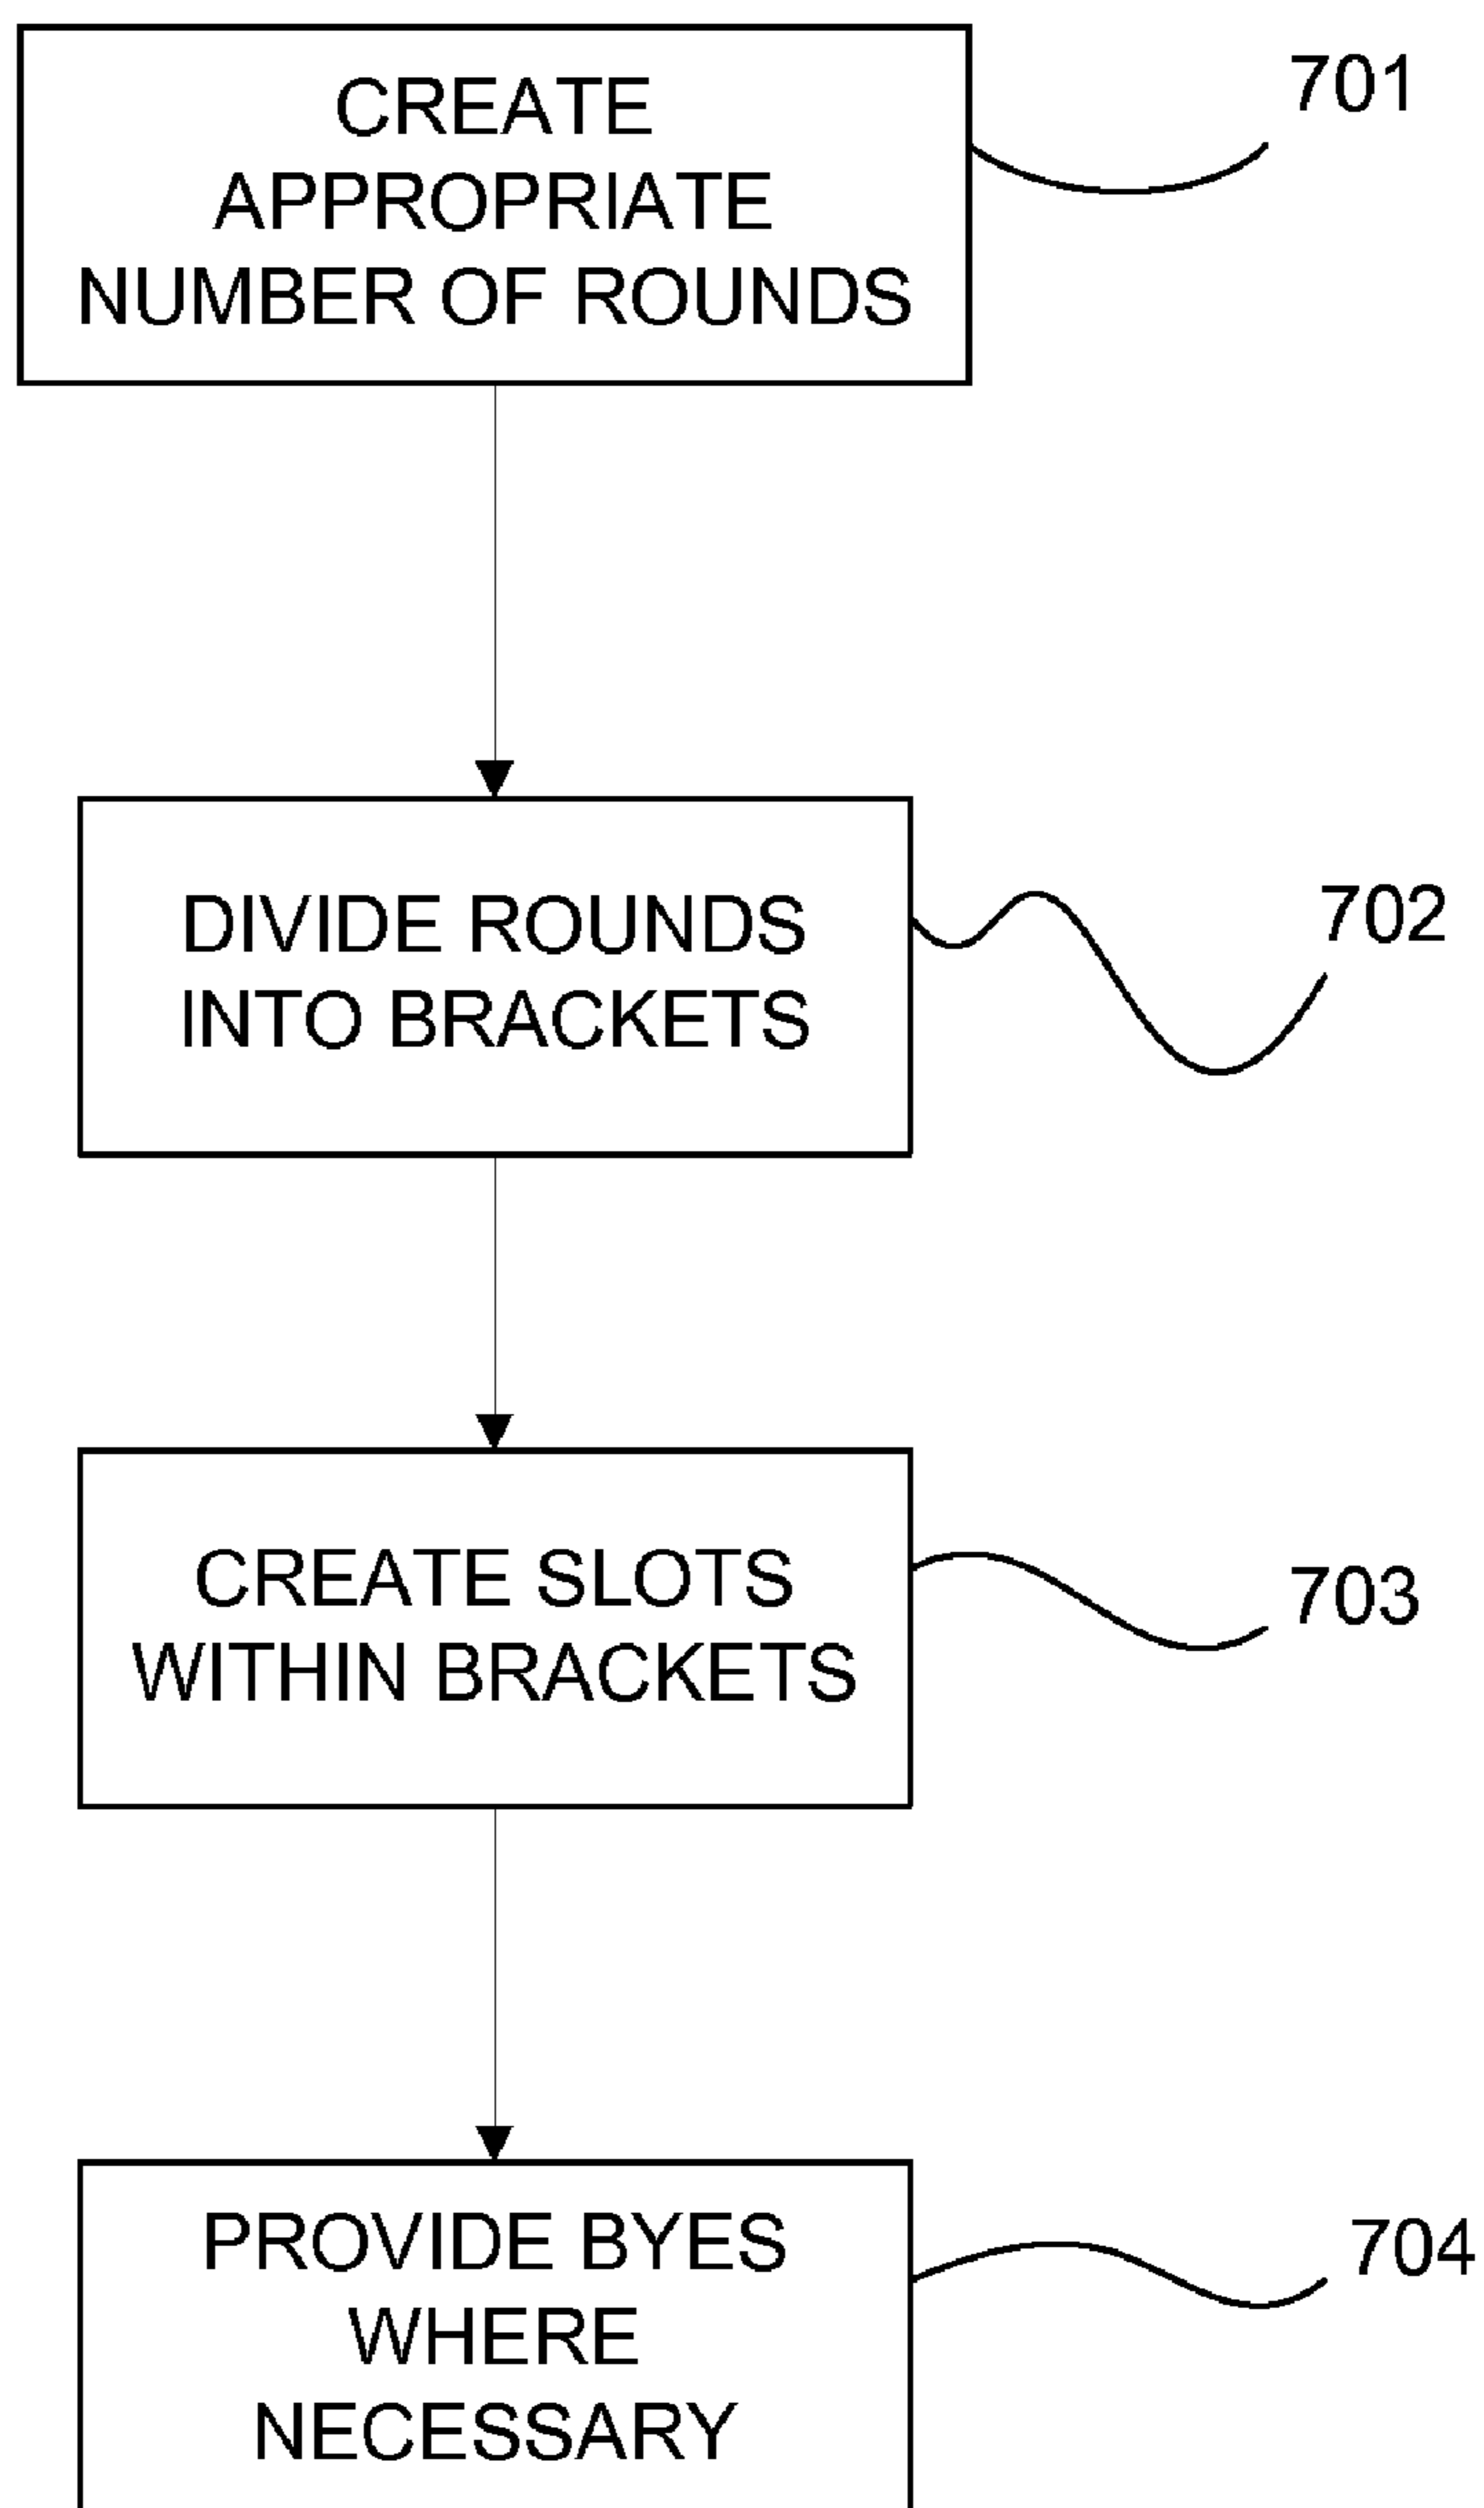 CREATE
APPROPRIATE
NUMBER OF ROUNDS
701
DIVIDE ROUNDS
INTO BRACKETS
702
CREATE SLOTS
WITHIN BRACKETS
703
PROVIDE BYES
WHERE
NECESSARY
704